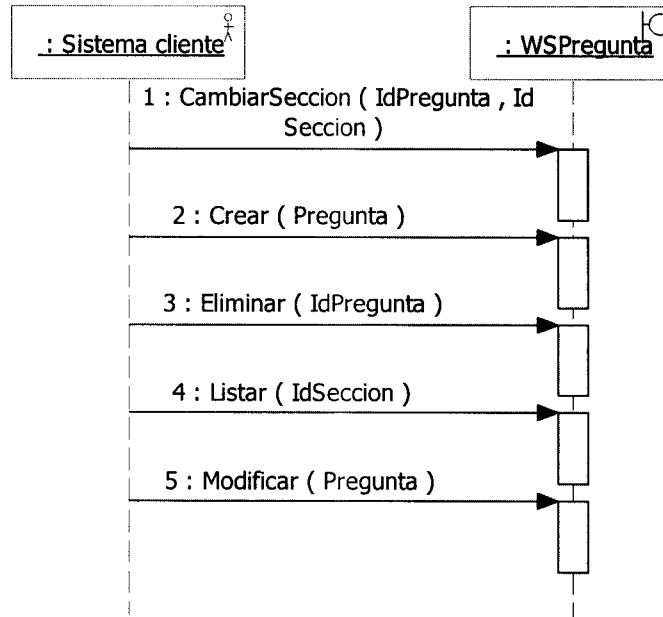 : Sistema cliente
: WSPregunta
1 : CambiarSeccion ( IdPregunta , Id
Seccion )
2 : Crear ( Pregunta )
3 : Eliminar ( IdPregunta )
4 : Listar ( IdSeccion )
5 : Modificar ( Pregunta )